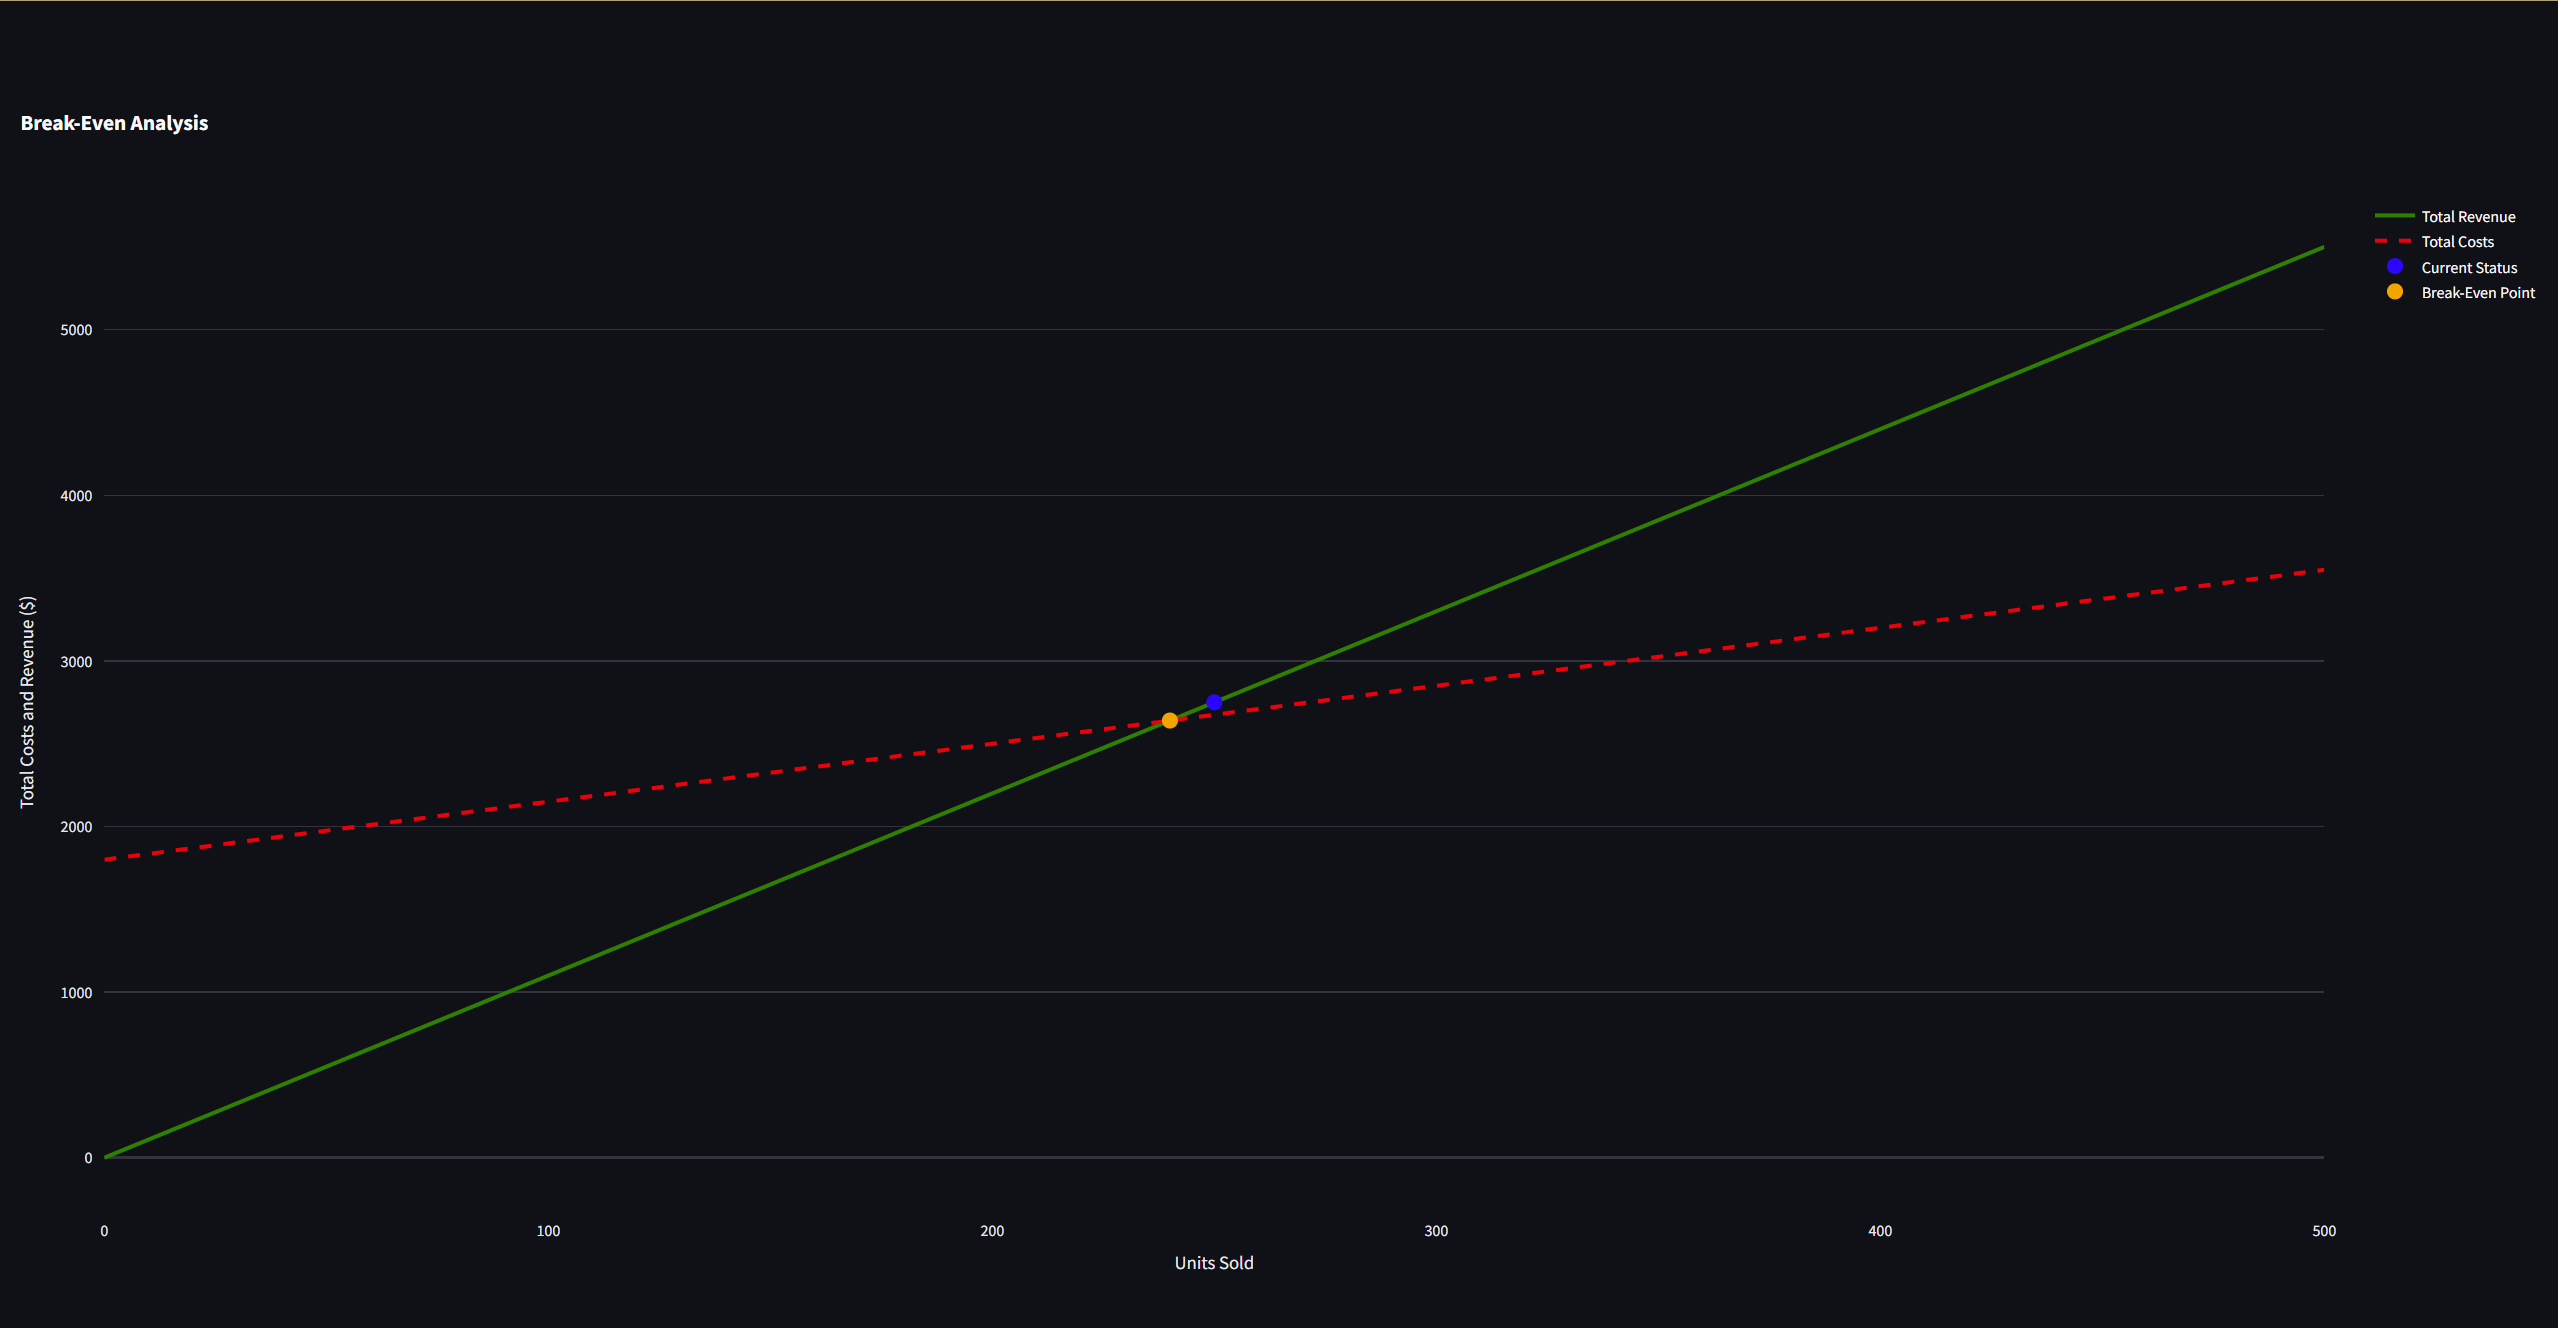 Break-Even Analysis
Total Revenue
Total Costs
Current Status
Break-Even Point
Total Costs and Revenue ($)
5000
4000
3000
2000
1000
0
0 100 200 300 400 500
Units Sold